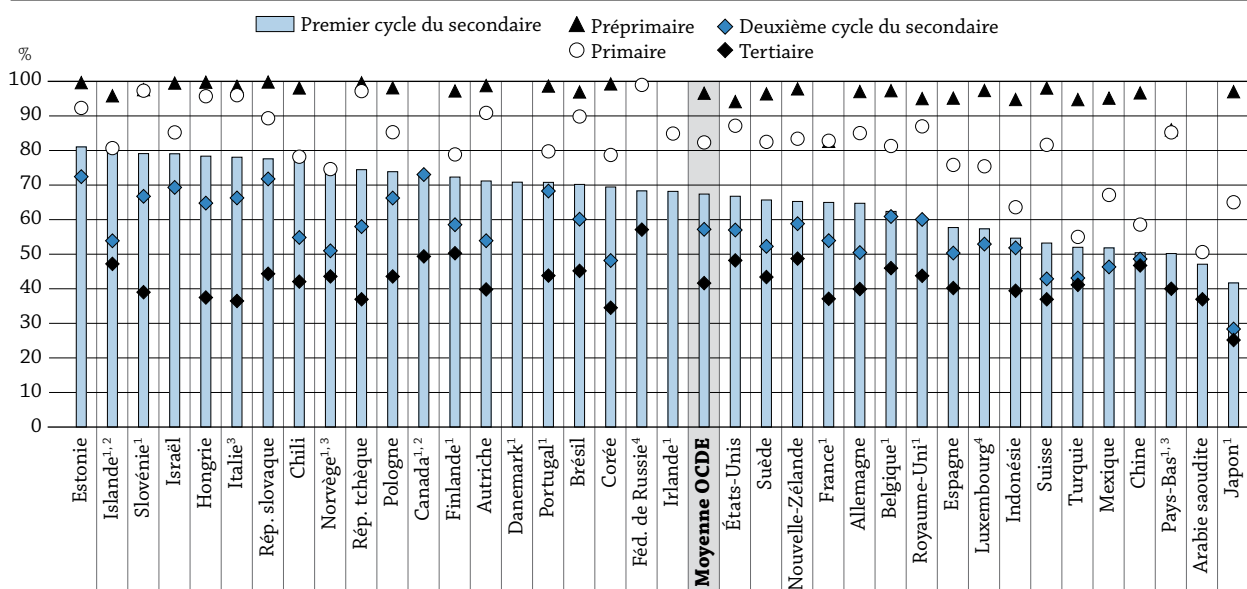 Premier cycle du secondaire ▲ Préprimaire ◆ Deuxième cycle du secondaire
○ Primaire ◆ Tertiaire
%
100
90
80
70
60
50
40
30
20
10
0
Estonie
Islande¹˒ ²
Slovénie¹
Israël
Hongrie
Italie³
Rép. slovaque
Chili
Norvège¹˒ ³
Rép. tchèque
Pologne
Canada¹˒ ²
Finlande¹
Autriche
Danemark¹
Portugal¹
Brésil
Corée
Féd. de Russie⁴
Irlande¹
Moyenne OCDE
États-Unis
Suède
Nouvelle-Zélande
France¹
Allemagne
Belgique¹
Royaume-Uni¹
Espagne
Luxembourg⁴
Indonésie
Suisse
Turquie
Mexique
Chine
Pays-Bas¹˒ ³
Arabie saoudite
Japon¹